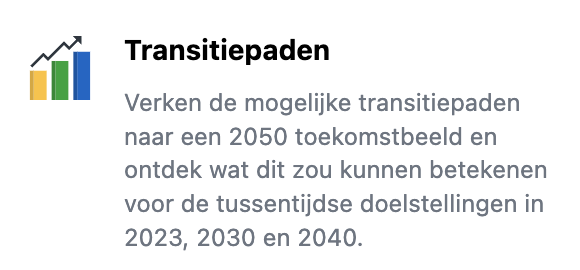 Transitiepaden
Verken de mogelijke transitiepaden
naar een 2050 toekomstbeeld en
ontdek wat dit zou kunnen betekenen
voor de tussentijdse doelstellingen in
2023, 2030 en 2040.